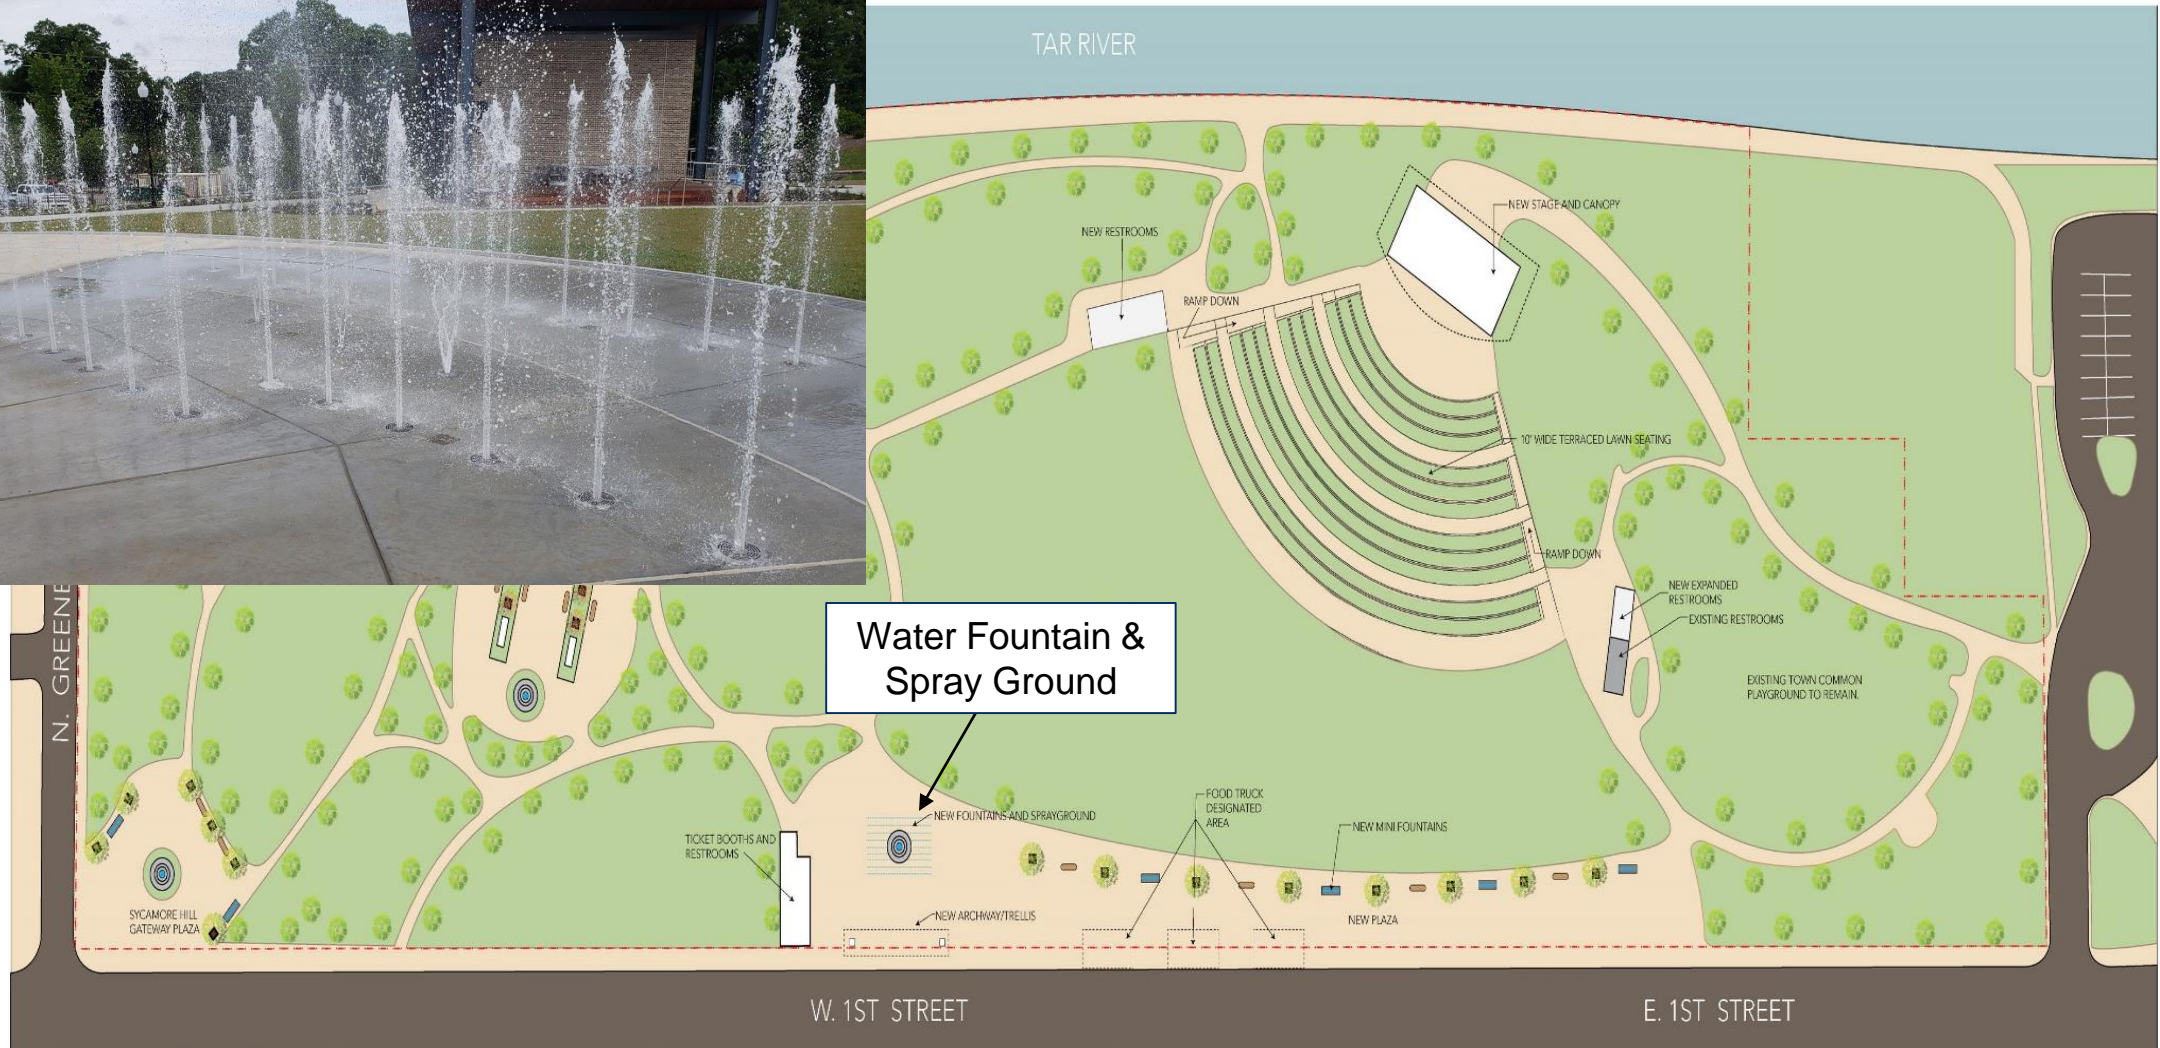 TAR RIVER
NEW STAGE AND CANOPY
NEW RESTROOMS
RAMP DOWN
10' WIDE TERRACED LAWN SEATING
RAMP DOWN
NEW EXPANDED
RESTROOMS
EXISTING RESTROOMS
EXISTING TOWN COMMON
PLAYGROUND TO REMAIN.
N. GREENE
Water Fountain &
Spray Ground
NEW FOUNTAINS AND SPRAYGROUND
FOOD TRUCK
DESIGNATED
AREA
NEW MINI FOUNTAINS
TICKET BOOTHS AND
RESTROOMS
SYCAMORE HILL
GATEWAY PLAZA
NEW ARCHWAY/TRELLIS
NEW PLAZA
W. 1ST STREET
E. 1ST STREET